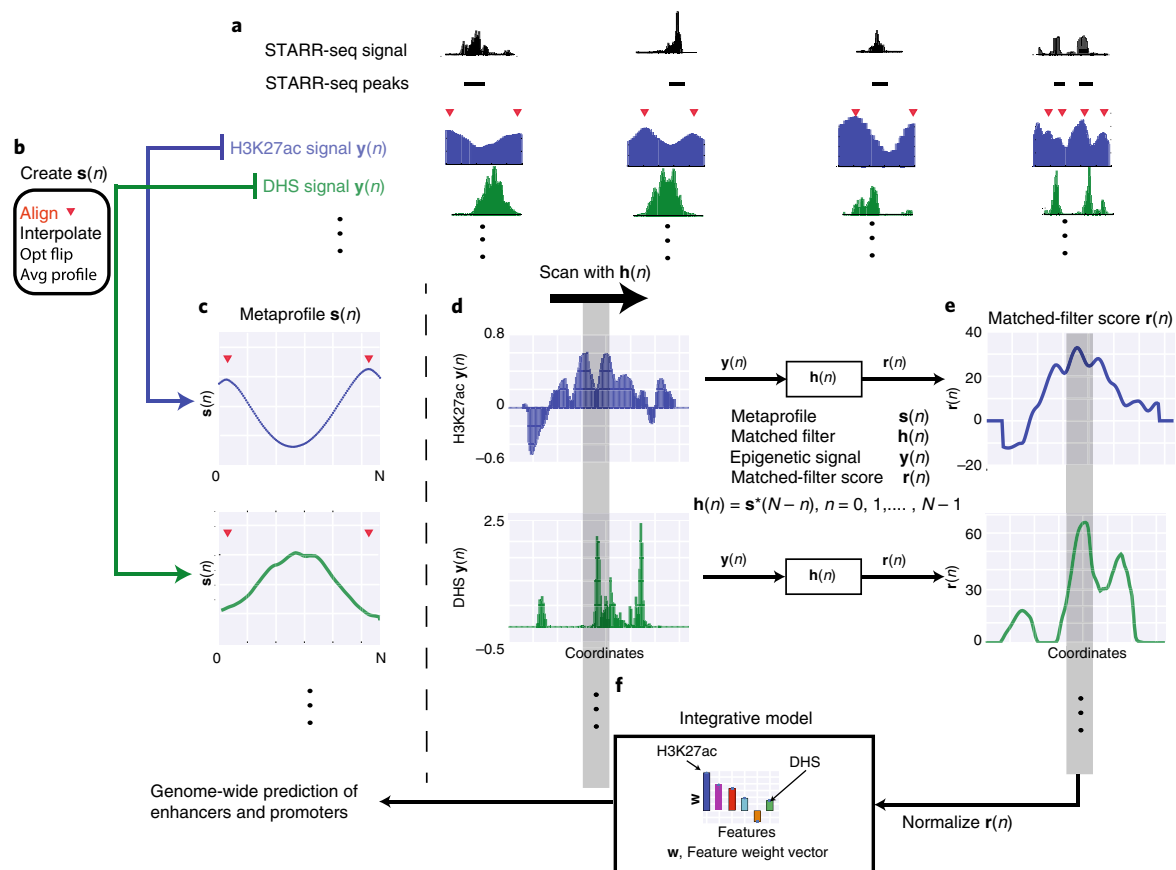 a
STARR-seq signal
STARR-seq peaks
H3K27ac signal y(n)
DHS signal y(n)
b
Create s(n)
Align
Interpolate
Opt flip
Avg profile
c
Metaprofile s(n)
s(n)
0 N
s(n)
0 N
d
Scan with h(n)
0.8
0
−0.6
H3K27ac y(n)
2.5
−0.5
DHS y(n)
Coordinates
y(n) h(n) r(n)
Metaprofile s(n)
Matched filter h(n)
Epigenetic signal y(n)
Matched-filter score r(n)
h(n) = s*(N − n), n = 0, 1,.... , N − 1
y(n) h(n) r(n)
e
Matched-filter score r(n)
40
20
0
−20
r(n)
60
30
0
r(n)
Coordinates
f
Integrative model
H3K27ac
DHS
w
Features
w, Feature weight vector
Normalize r(n)
Genome-wide prediction of
enhancers and promoters